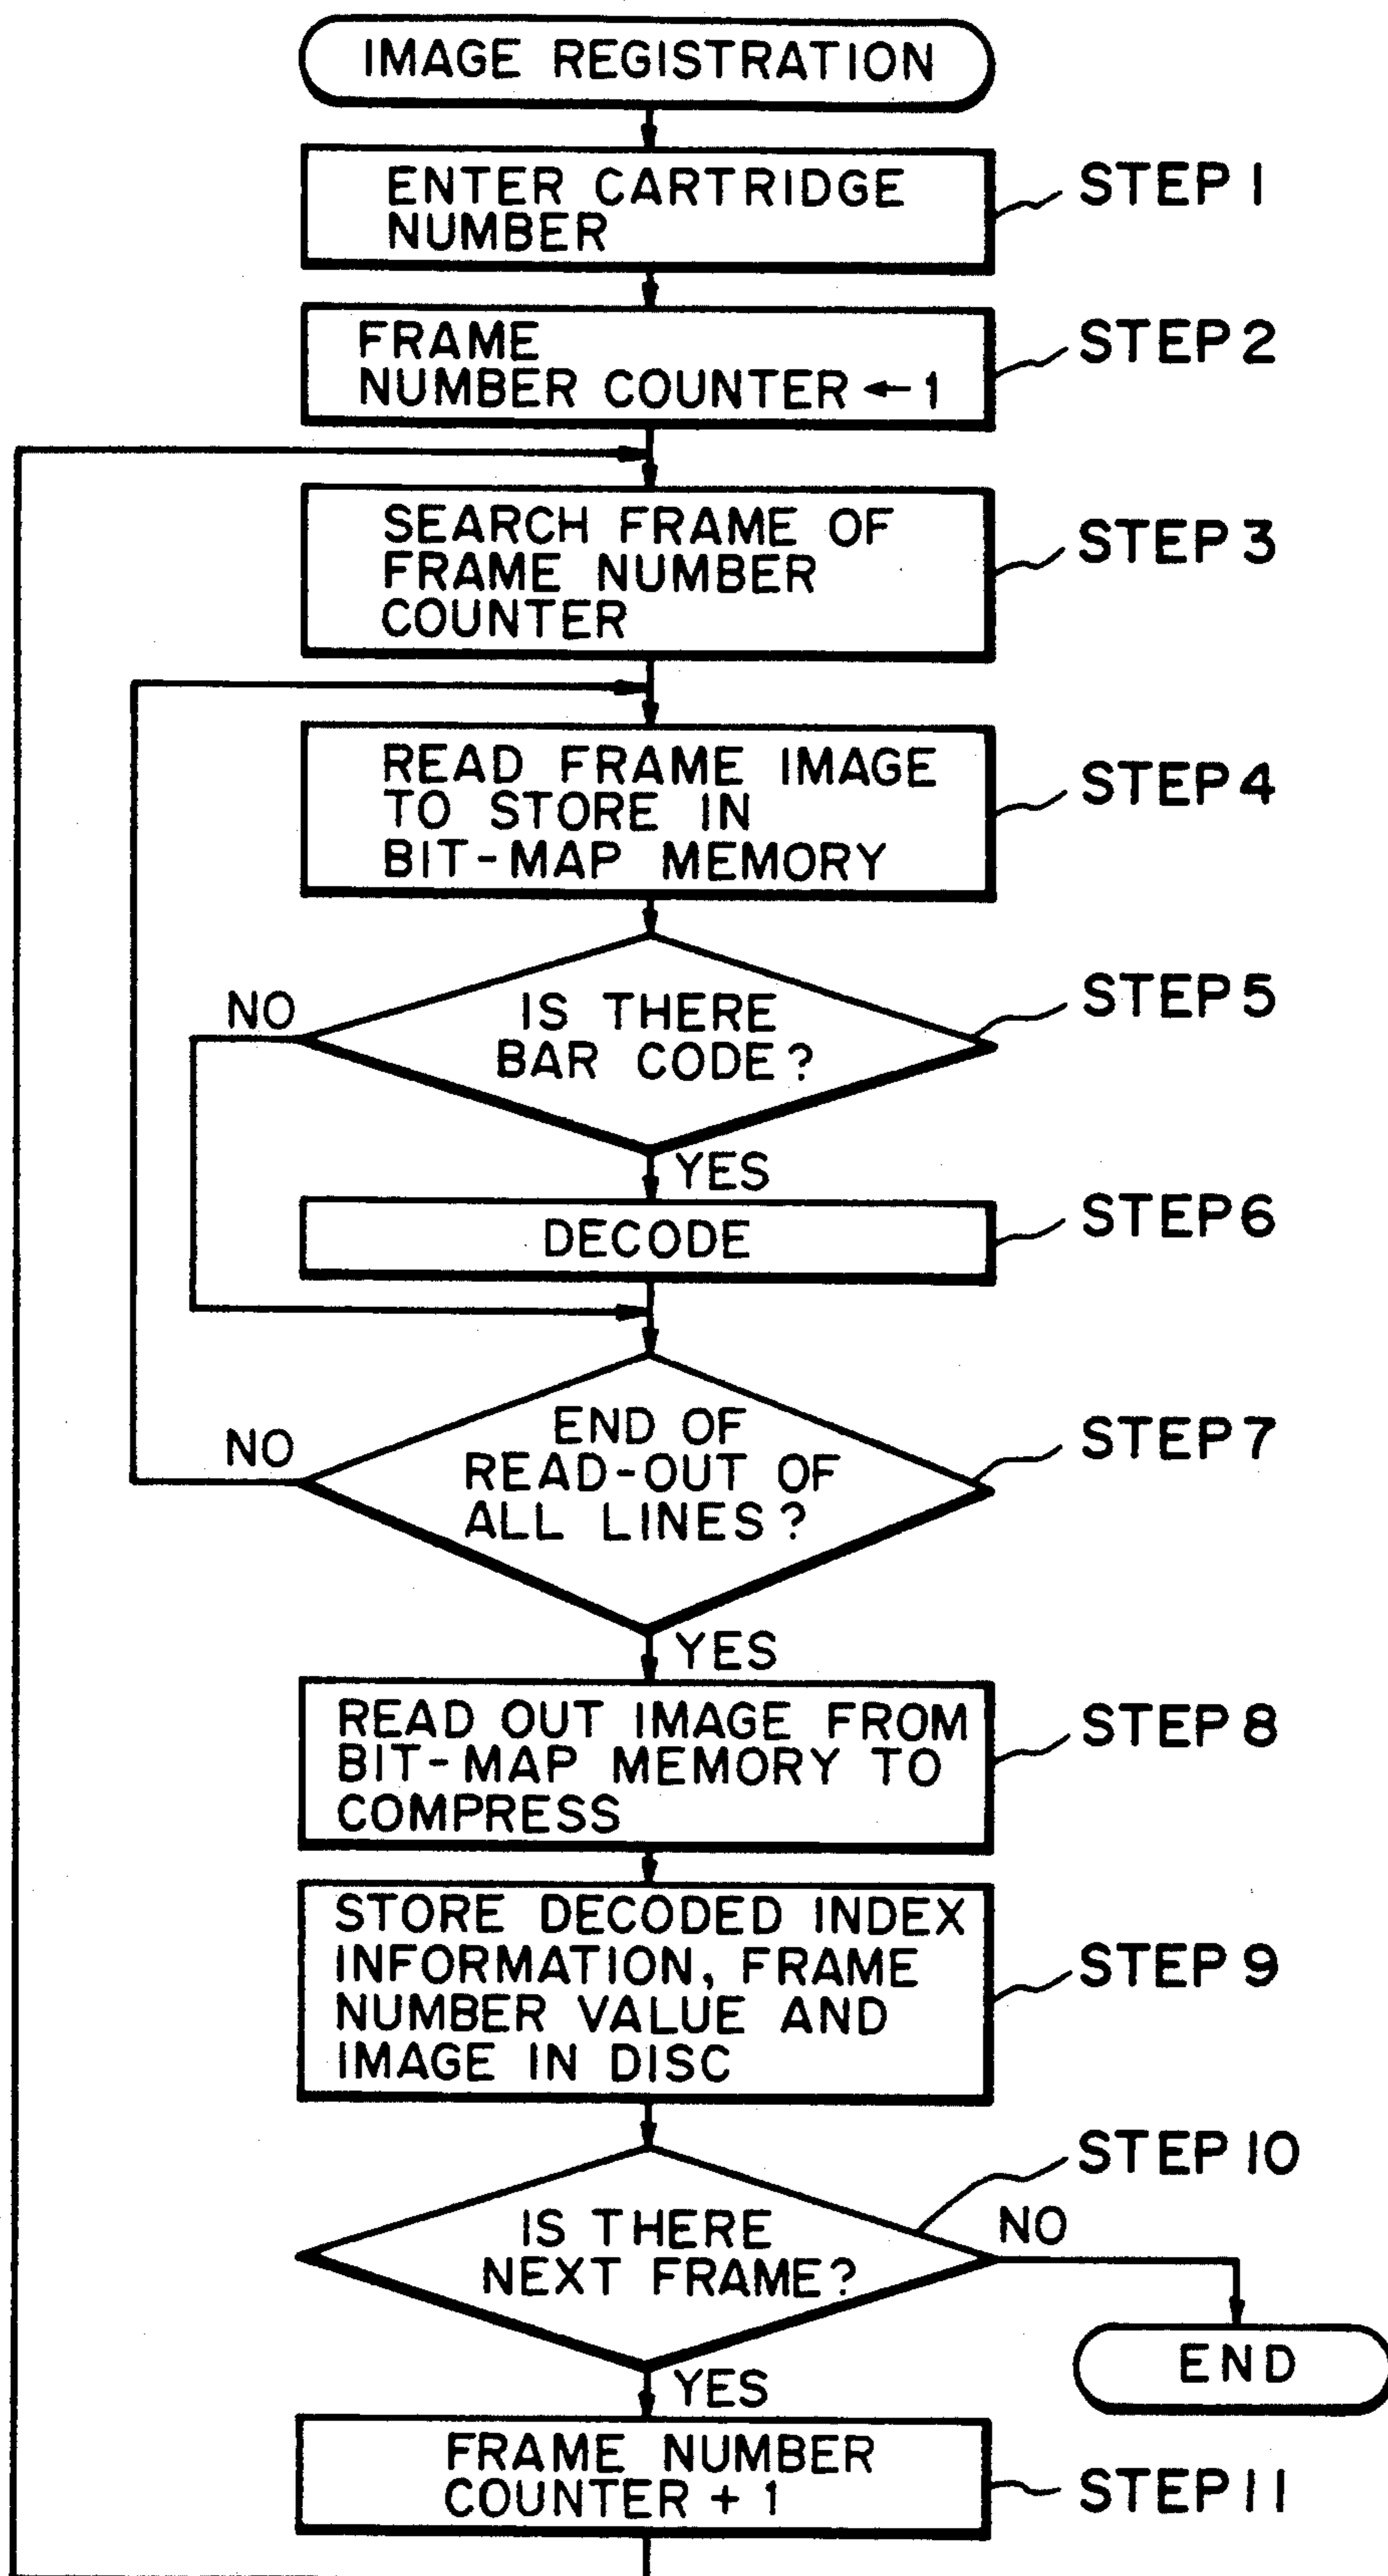 IMAGE REGISTRATION
ENTER CARTRIDGE
NUMBER
STEP 1
FRAME
NUMBER COUNTER ← 1
STEP 2
SEARCH FRAME OF
FRAME NUMBER
COUNTER
STEP 3
READ FRAME IMAGE
TO STORE IN
BIT-MAP MEMORY
STEP 4
NO
IS THERE
BAR CODE?
STEP 5
YES
DECODE
STEP 6
NO
END OF
READ-OUT OF
ALL LINES?
STEP 7
YES
READ OUT IMAGE FROM
BIT-MAP MEMORY TO
COMPRESS
STEP 8
STORE DECODED INDEX
INFORMATION, FRAME
NUMBER VALUE AND
IMAGE IN DISC
STEP 9
IS THERE
NEXT FRAME?
STEP 10
NO
END
YES
FRAME NUMBER
COUNTER + 1
STEP 11